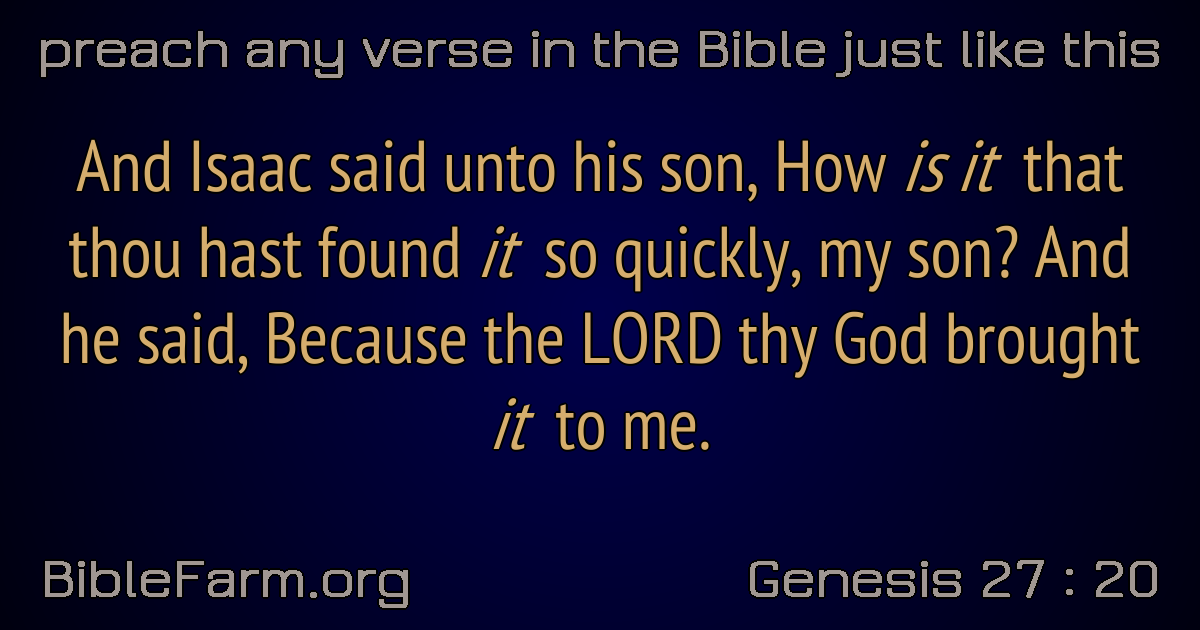 preach any verse in the Bible just like this
And Isaac said unto his son, How is it that
thou hast found it so quickly, my son? And
he said, Because the LORD thy God brought
it to me.
BibleFarm.org
Genesis 27 : 20